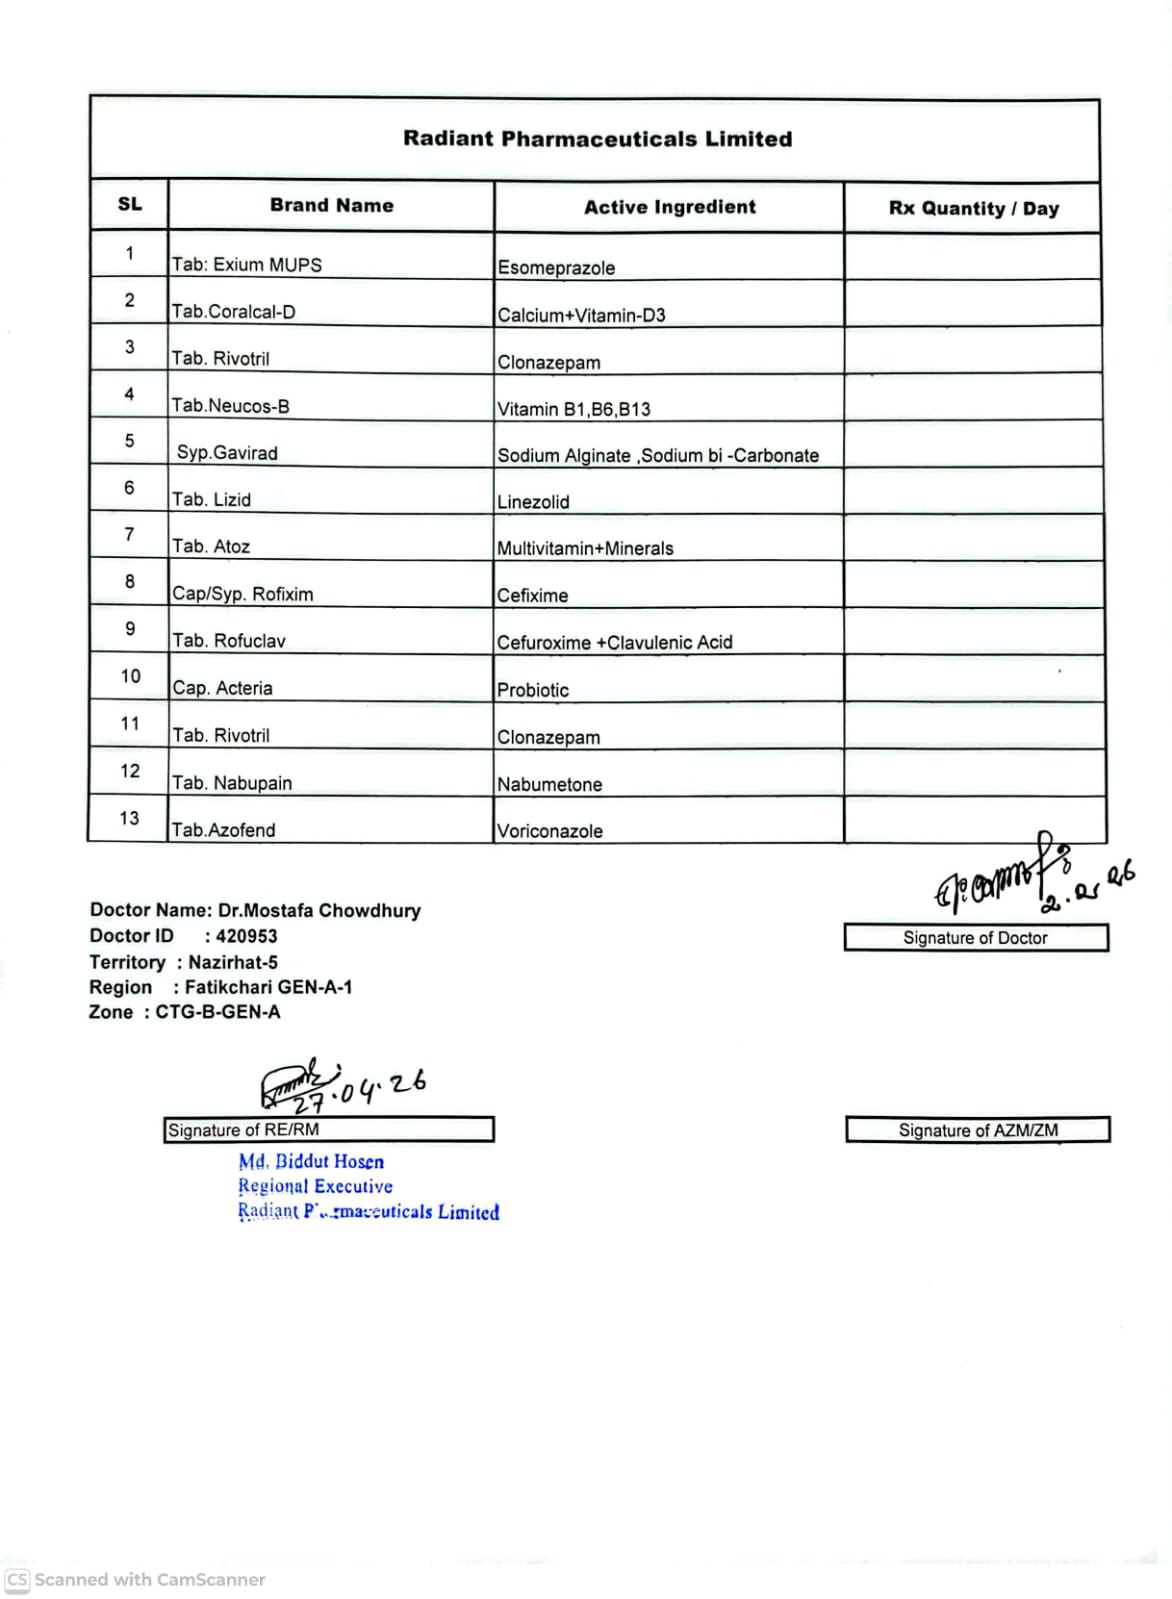 Radiant Pharmaceuticals Limited
SL Brand Name Active Ingredient Rx Quantity / Day
1 Tab: Exium MUPS Esomeprazole
2 Tab.Coralcal-D Calcium+Vitamin-D3
3 Tab. Rivotril Clonazepam
4 Tab.Neucos-B Vitamin B1,B6,B13
5 Syp.Gavirad Sodium Alginate ,Sodium bi -Carbonate
6 Tab. Lizid Linezolid
7 Tab. Atoz Multivitamin+Minerals
8 Cap/Syp. Rofixim Cefixime
9 Tab. Rofuclav Cefuroxime +Clavulenic Acid
10 Cap. Acteria Probiotic
11 Tab. Rivotril Clonazepam
12 Tab. Nabupain Nabumetone
13 Tab.Azofend Voriconazole
Doctor Name: Dr.Mostafa Chowdhury
Doctor ID : 420953
Territory : Nazirhat-5
Region : Fatikchari GEN-A-1
Zone : CTG-B-GEN-A
Signature of Doctor
27.04.26
Signature of RE/RM
Signature of AZM/ZM
Md. Biddut Hosen
Regional Executive
Radiant Limited
CS Scanned with CamScanner